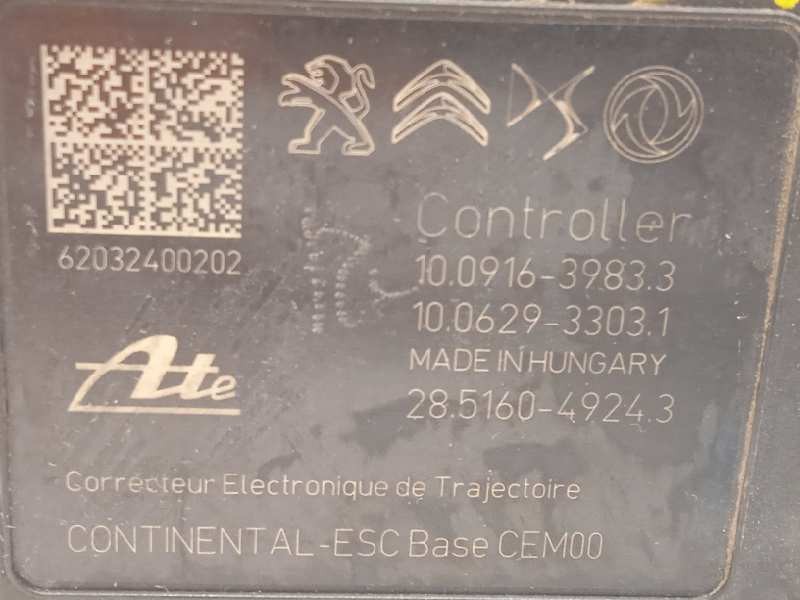 62032400202
Controller
10.0916-3983.3
10.0629-3303.1
MADE IN HUNGARY
28.5160-4924.3
Ate
Correcteur Electronique de Trajectoire
CONTINENTAL-ESC Base CEM00